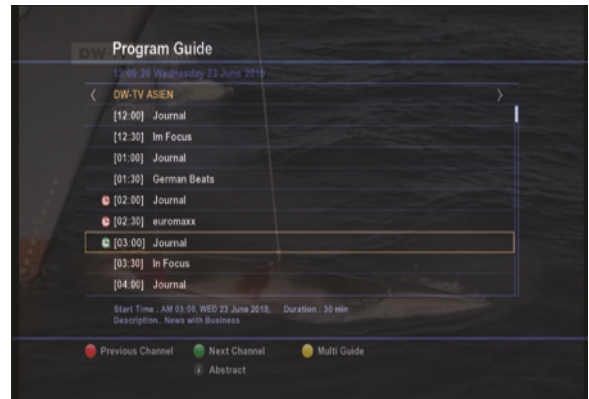 DW-TV
Program Guide
12:09:26 Wednesday 23 June 2010
DW-TV ASIEN
[12:00] Journal
[12:30] Im Focus
[01:00] Journal
[01:30] German Beats
[02:00] Journal
[02:30] euromaxx
[03:00] Journal
[03:30] In Focus
[04:00] Journal
Start Time : AM 03:00, WED 23 June 2010, Duration : 30 min
Description.. News with Business
Previous Channel Next Channel Multi Guide
i Abstract